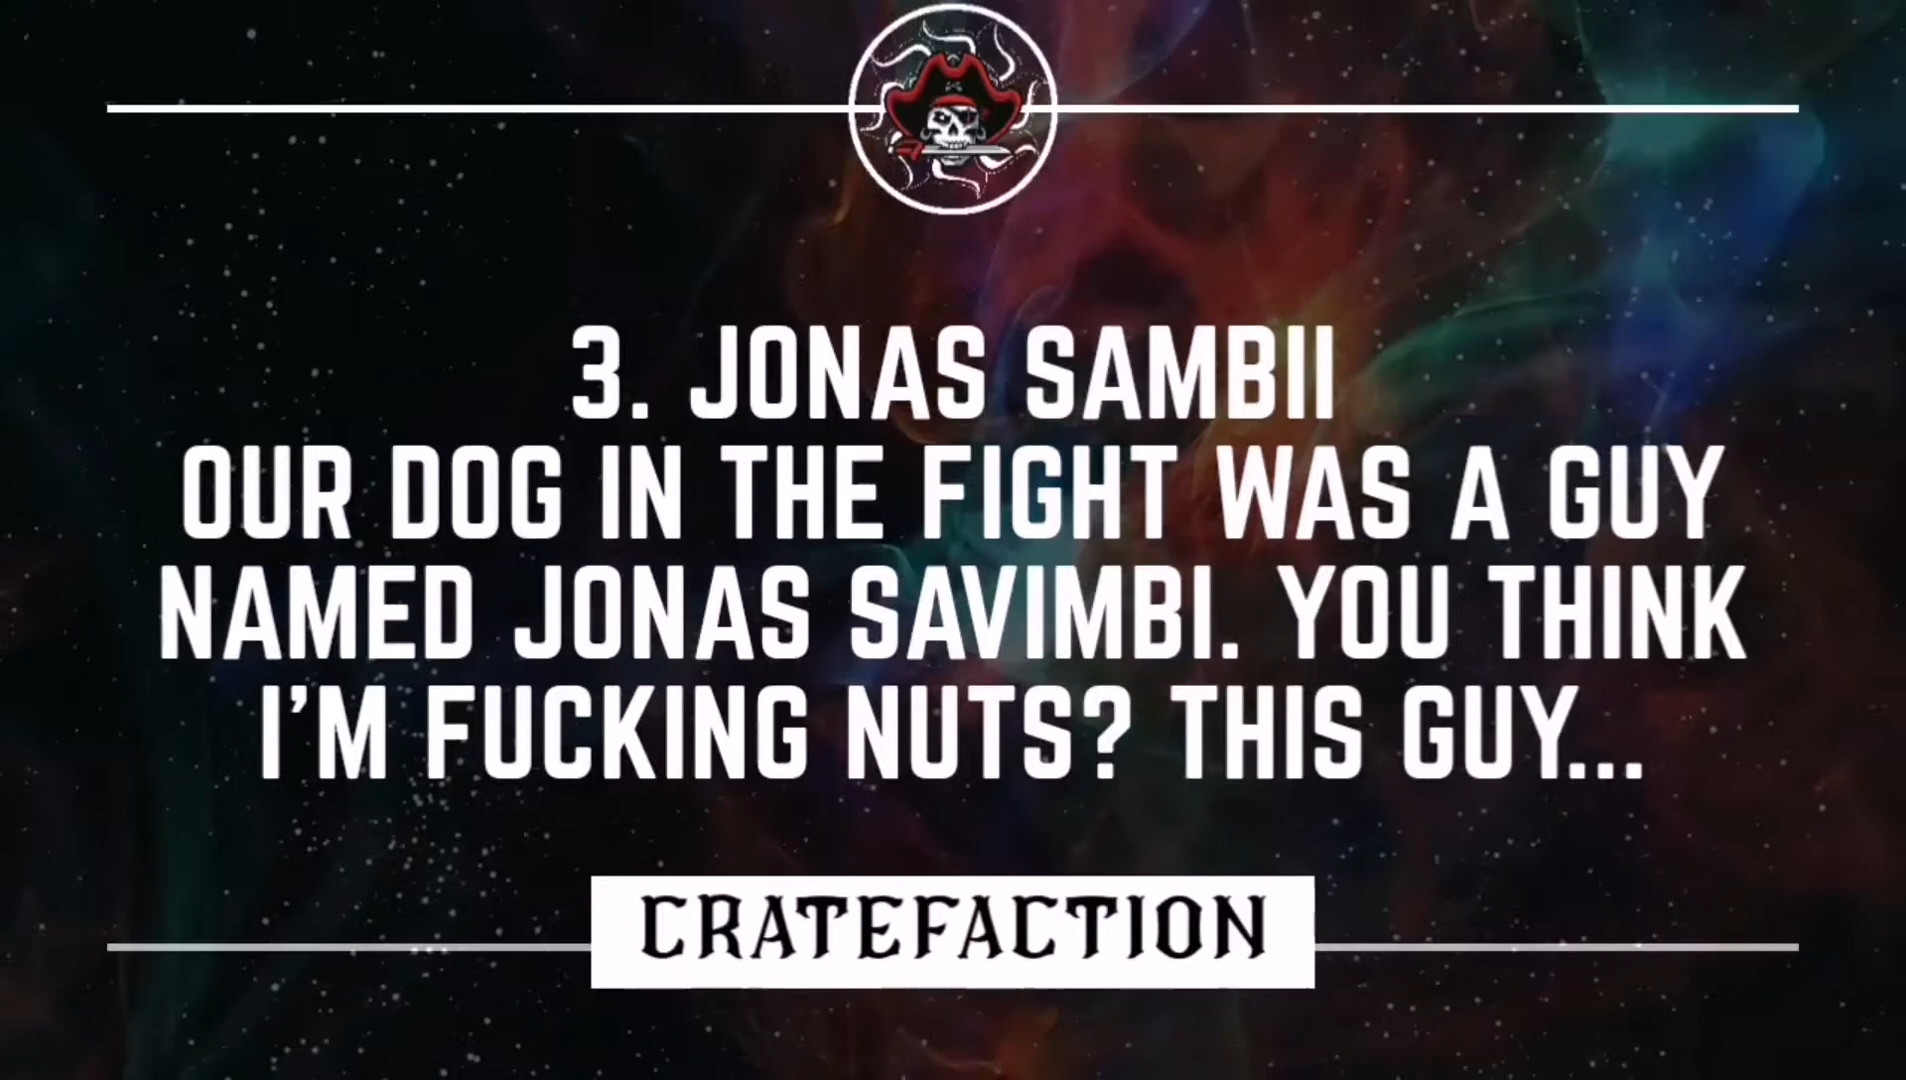 3. JONAS SAMBII
OUR DOG IN THE FIGHT WAS A GUY
NAMED JONAS SAVIMBI. YOU THINK
I'M FUCKING NUTS? THIS GUY...
CRATEFACTION